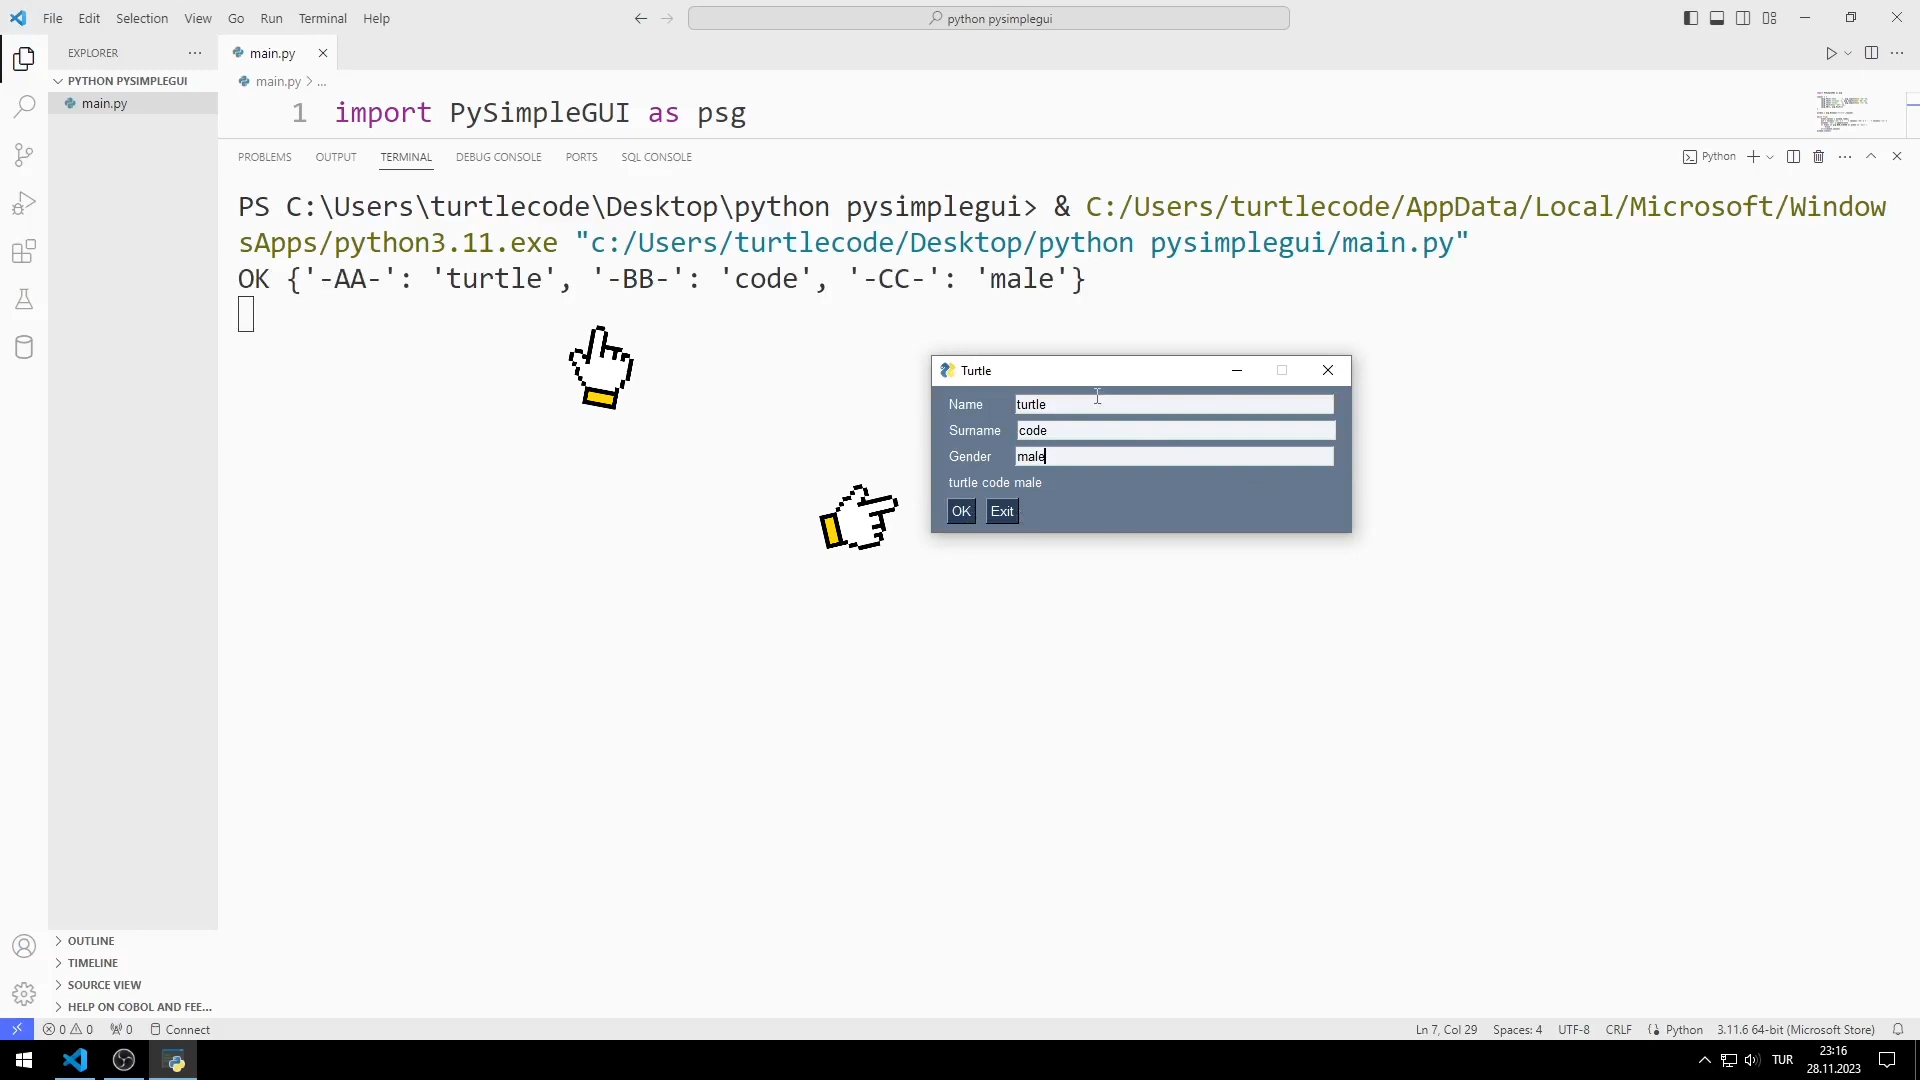 File Edit Selection View Go Run Terminal Help
python pysimplegui
EXPLORER
PYTHON PYSIMPLEGUI
main.py
main.py
main.py > ...
1 import PySimpleGUI as psg
PROBLEMS OUTPUT TERMINAL DEBUG CONSOLE PORTS SQL CONSOLE
Python
PS C:\Users\turtlecode\Desktop\python pysimplegui> & C:/Users/turtlecode/AppData/Local/Microsoft/Window
sApps/python3.11.exe "c:/Users/turtlecode/Desktop/python pysimplegui/main.py"
OK {'-AA-': 'turtle', '-BB-': 'code', '-CC-': 'male'}
Turtle
Name turtle
Surname code
Gender male
turtle code male
OK Exit
OUTLINE
TIMELINE
SOURCE VIEW
HELP ON COBOL AND FEE...
0 0 0 Connect
Ln 7, Col 29 Spaces: 4 UTF-8 CRLF Python 3.11.6 64-bit (Microsoft Store)
TUR
23:16
28.11.2023